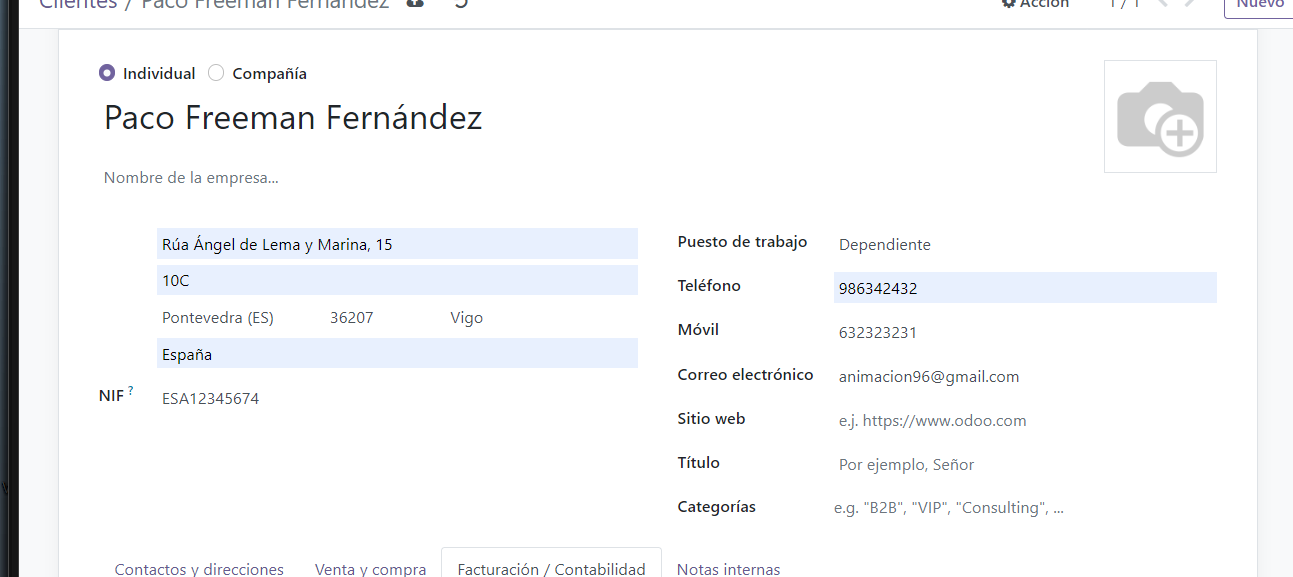 Clientes / Paco Freeman Fernández
Acción
1 / 1
Nuevo
Individual
Compañía
Paco Freeman Fernández
Nombre de la empresa...
Rúa Ángel de Lema y Marina, 15
10C
Pontevedra (ES) 36207 Vigo
España
NIF ? ESA12345674
Puesto de trabajo Dependiente
Teléfono 986342432
Móvil 632323231
Correo electrónico animacion96@gmail.com
Sitio web e.j. https://www.odoo.com
Título Por ejemplo, Señor
Categorías e.g. "B2B", "VIP", "Consulting", ...
Contactos y direcciones Venta y compra Facturación / Contabilidad Notas internas